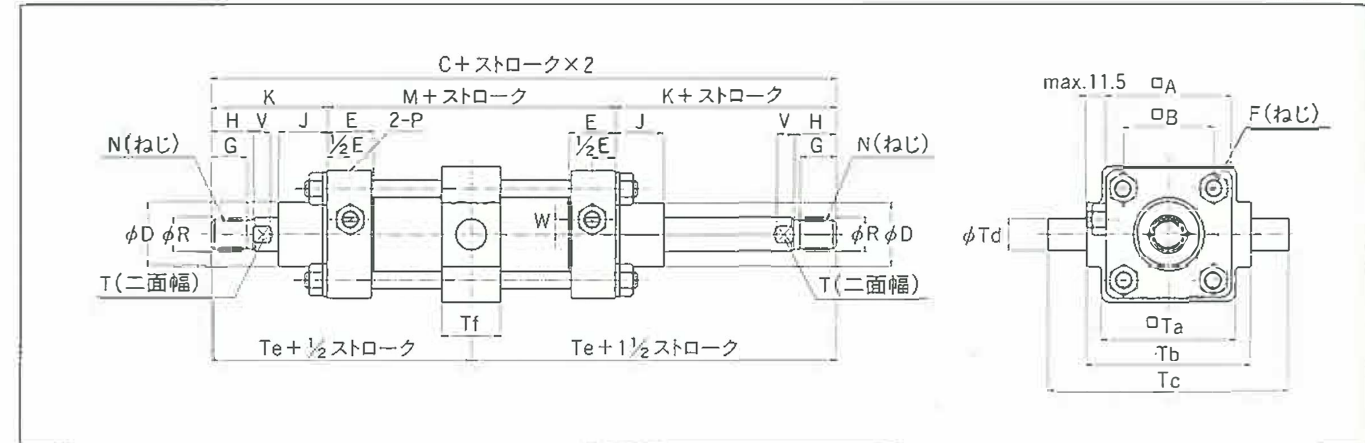 C+ストローク×2
K
M+ストローク
K+ストローク
H
V
J
E
2-P
E
J
V
H
G
½E
½E
G
N(ねじ)
N(ねじ)
φD
φR
W
φR
φD
T(二面幅)
T(二面幅)
Tf
Te+½ストローク
Te+1½ストローク
max.11.5
□A
□B
F(ねじ)
φTd
□Ta
Tb
Tc